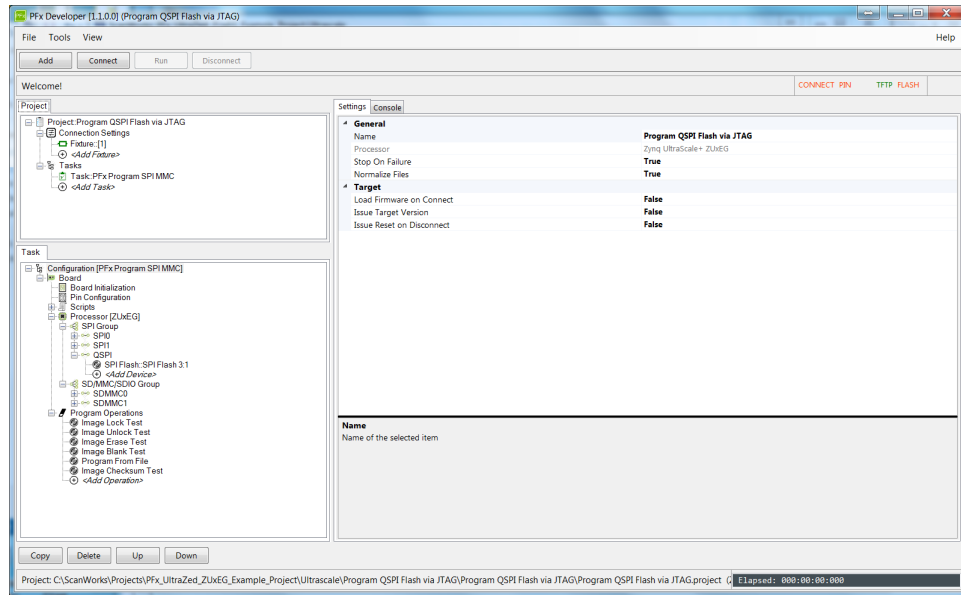 PFx Developer [1.1.0.0] (Program QSPI Flash via JTAG)
File Tools View Help
Add Connect Run Disconnect
Welcome! CONNECT PIN TFTP FLASH
Project
Project:Program QSPI Flash via JTAG
Connection Settings
Fixture::[1]
<Add Fixture>
Tasks
Task::PFx Program SPI MMC
<Add Task>
Task
Configuration [PFx Program SPI MMC]
Board
Board Initialization
Pin Configuration
Scripts
Processor [ZUxEG]
SPI Group
SPI0
SPI1
QSPI
SPI Flash::SPI Flash 3:1
<Add Device>
SD/MMC/SDIO Group
SDMMC0
SDMMC1
Program Operations
Image Lock Test
Image Unlock Test
Image Erase Test
Image Blank Test
Program From File
Image Checksum Test
<Add Operation>
Settings Console
General
Name Program QSPI Flash via JTAG
Processor Zynq UltraScale+ ZUxEG
Stop On Failure True
Normalize Files True
Target
Load Firmware on Connect False
Issue Target Version False
Issue Reset on Disconnect False
Name
Name of the selected item
Copy Delete Up Down
Project: C:\ScanWorks\Projects\PFx_UltraZed_ZUxEG_Example_Project\Ultrascale\Program QSPI Flash via JTAG\Program QSPI Flash via JTAG\Program QSPI Flash via JTAG.project Elapsed: 000:00:00:000